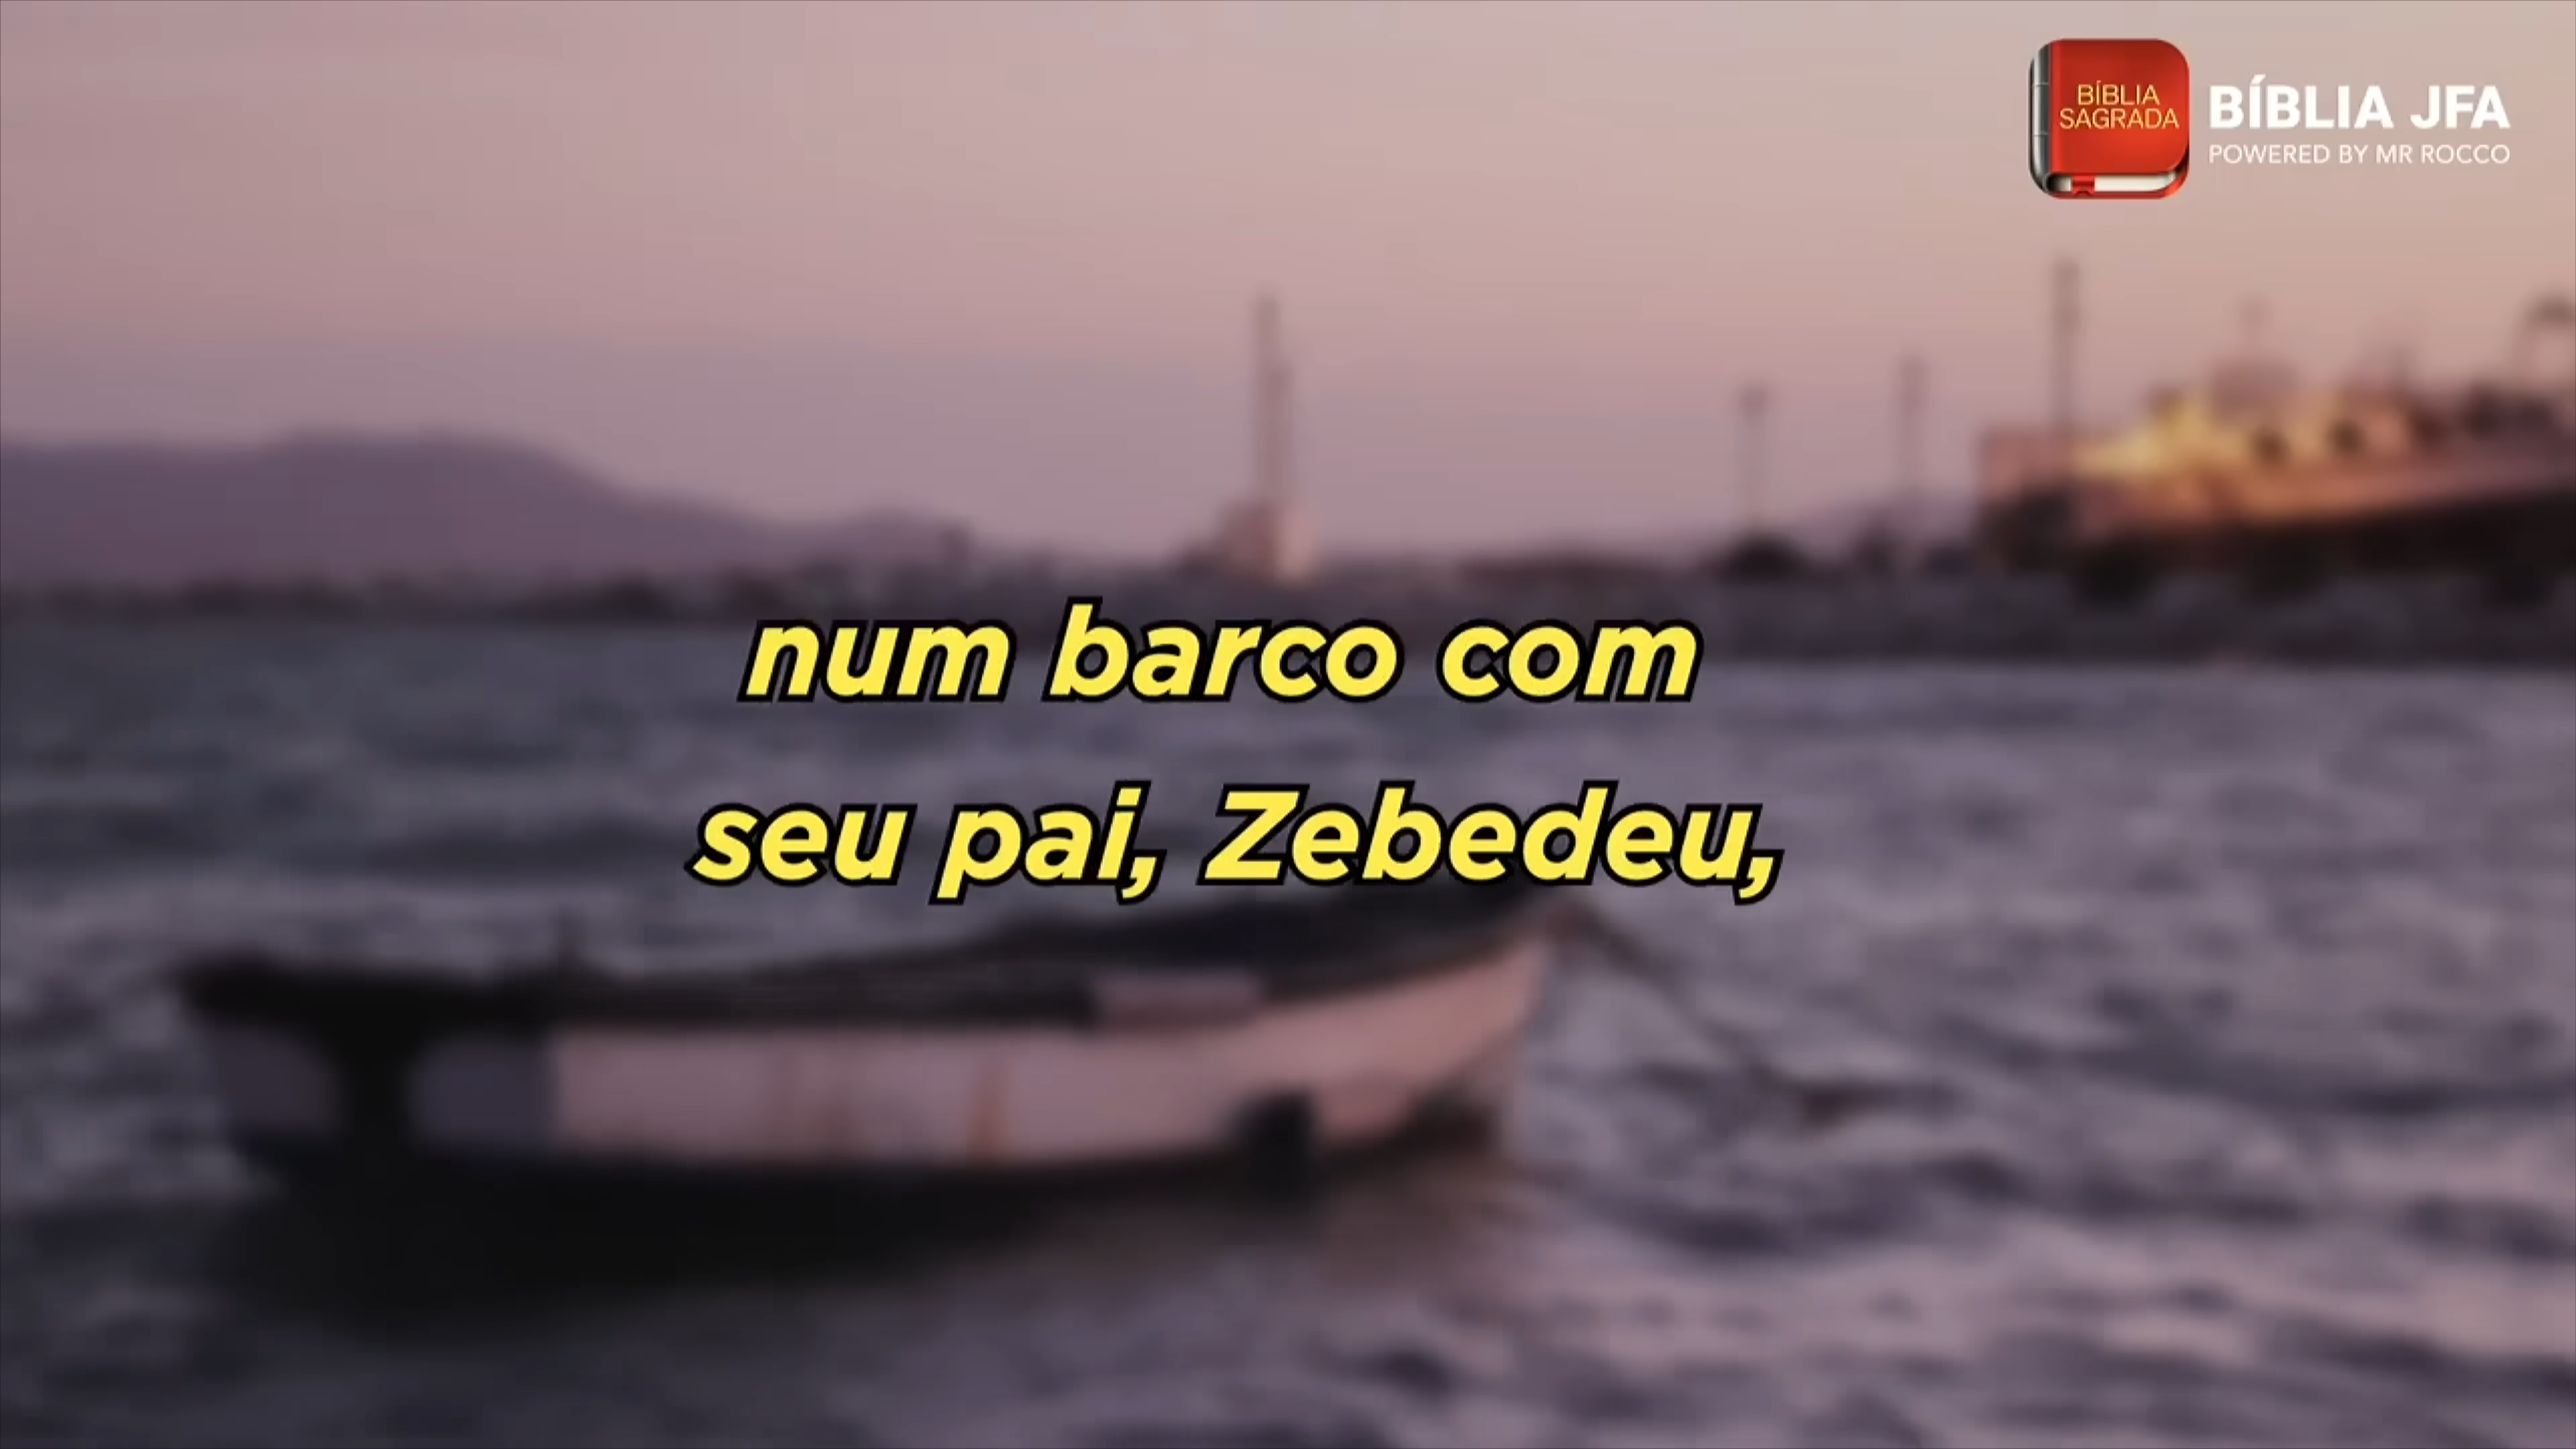 BÍBLIA
SAGRADA
BÍBLIA JFA
POWERED BY MR ROCCO
num barco com
seu pai, Zebedeu,